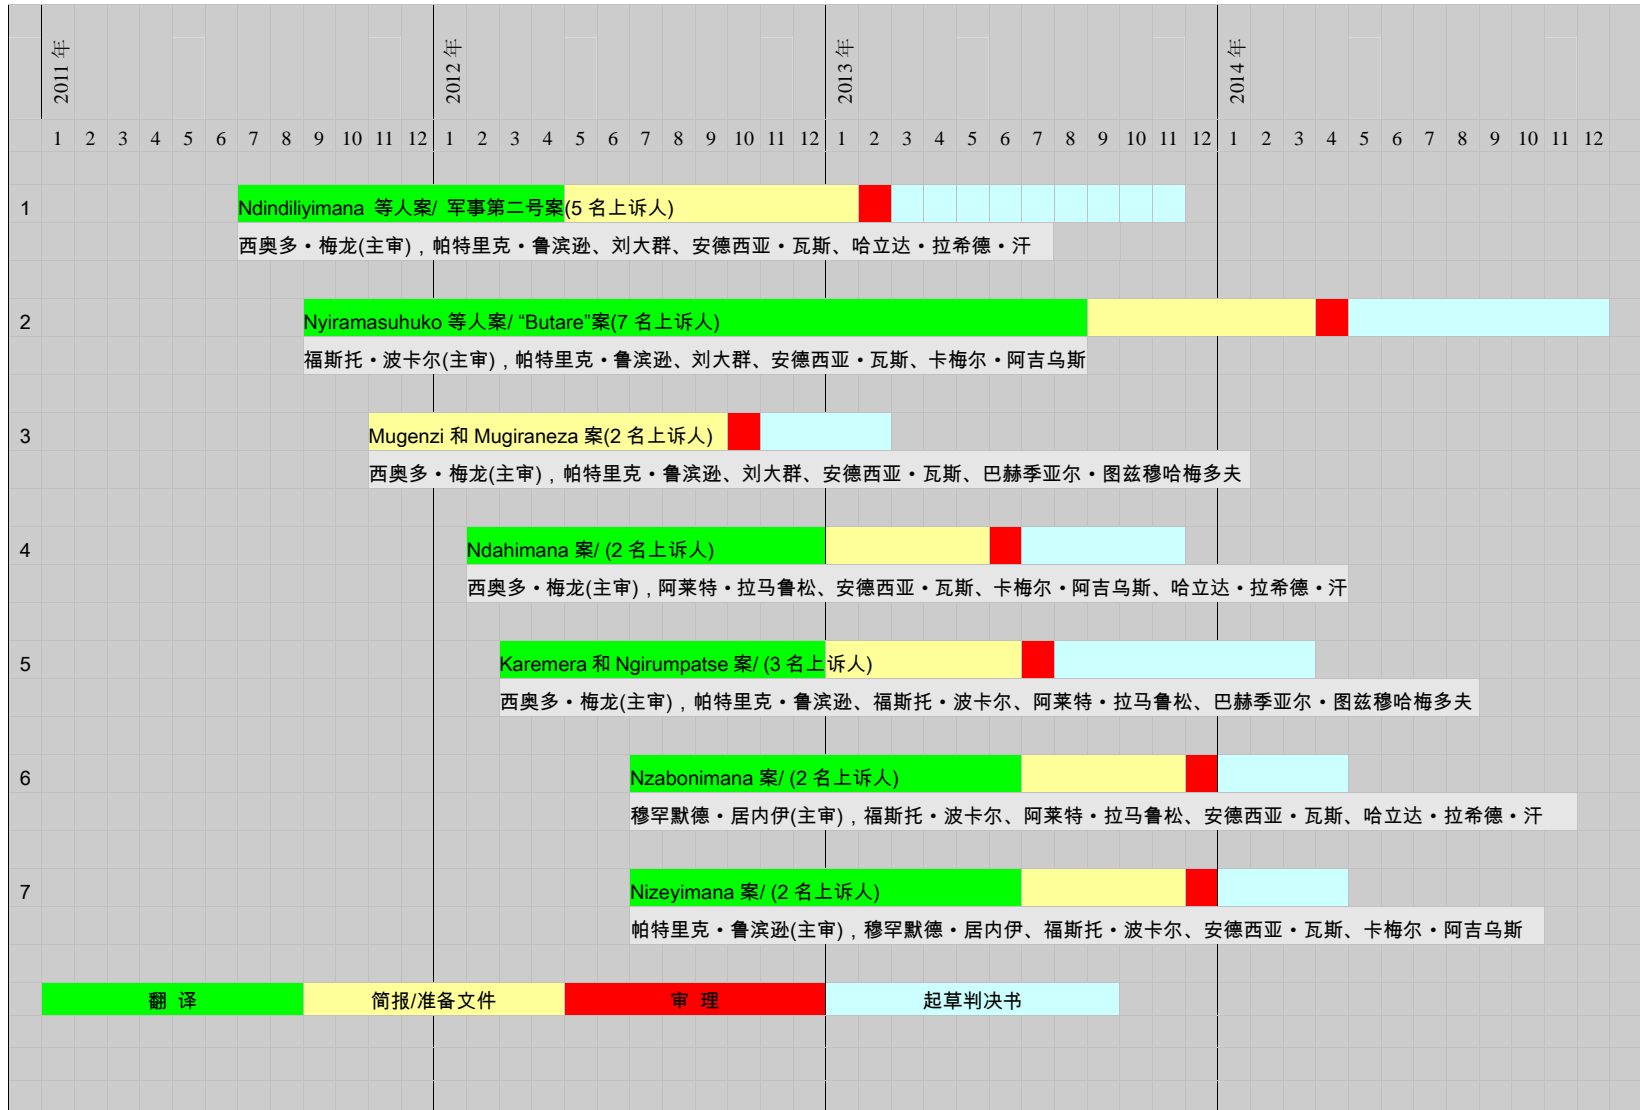 2011 年 2012 年 2013 年 2014 年
1 2 3 4 5 6 7 8 9 10 11 12 1 2 3 4 5 6 7 8 9 10 11 12 1 2 3 4 5 6 7 8 9 10 11 12 1 2 3 4 5 6 7 8 9 10 11 12
1 Ndindiliyimana 等人案/ 军事第二号案(5 名上诉人)
西奥多·梅龙(主审)，帕特里克·鲁滨逊、刘大群、安德西亚·瓦斯、哈立达·拉希德·汗
2 Nyiramasuhuko 等人案/ “Butare”案(7 名上诉人)
福斯托·波卡尔(主审)，帕特里克·鲁滨逊、刘大群、安德西亚·瓦斯、卡梅尔·阿吉乌斯
3 Mugenzi 和 Mugiraneza 案(2 名上诉人)
西奥多·梅龙(主审)，帕特里克·鲁滨逊、刘大群、安德西亚·瓦斯、巴赫季亚尔·图兹穆哈梅多夫
4 Ndahimana 案/ (2 名上诉人)
西奥多·梅龙(主审)，阿莱特·拉马鲁松、安德西亚·瓦斯、卡梅尔·阿吉乌斯、哈立达·拉希德·汗
5 Karemera 和 Ngirumpatse 案/ (3 名上诉人)
西奥多·梅龙(主审)，帕特里克·鲁滨逊、福斯托·波卡尔、阿莱特·拉马鲁松、巴赫季亚尔·图兹穆哈梅多夫
6 Nzabonimana 案/ (2 名上诉人)
穆罕默德·居内伊(主审)，福斯托·波卡尔、阿莱特·拉马鲁松、安德西亚·瓦斯、哈立达·拉希德·汗
7 Nizeyimana 案/ (2 名上诉人)
帕特里克·鲁滨逊(主审)，穆罕默德·居内伊、福斯托·波卡尔、安德西亚·瓦斯、卡梅尔·阿吉乌斯
翻 译 简报/准备文件 审 理 起草判决书